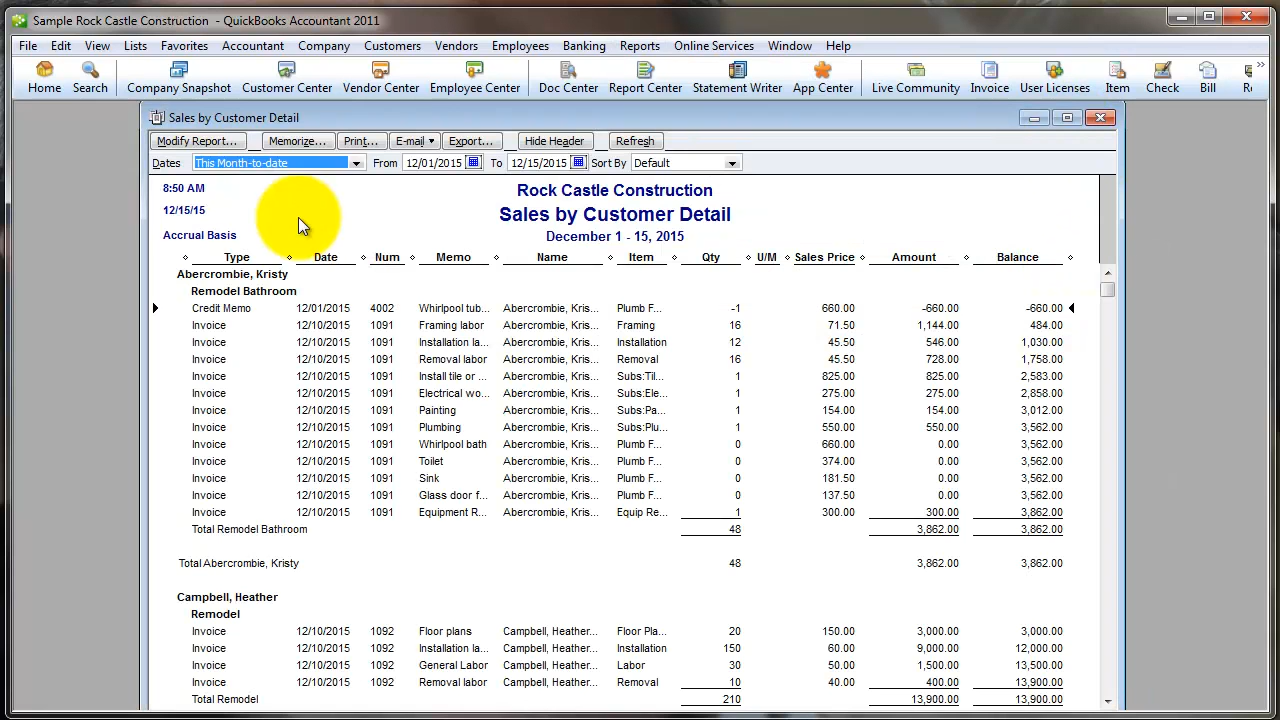 Sample Rock Castle Construction - QuickBooks Accountant 2011
File Edit View Lists Favorites Accountant Company Customers Vendors Employees Banking Reports Online Services Window Help
Home Search Company Snapshot Customer Center Vendor Center Employee Center Doc Center Report Center Statement Writer App Center Live Community Invoice User Licenses Item Check Bill Re
Sales by Customer Detail
Modify Report... Memorize... Print... E-mail Export... Hide Header Refresh
Dates This Month-to-date From 12/01/2015 To 12/15/2015 Sort By Default
8:50 AM Rock Castle Construction
12/15/15 Sales by Customer Detail
Accrual Basis December 1 - 15, 2015
Type Date Num Memo Name Item Qty U/M Sales Price Amount Balance
Abercrombie, Kristy
Remodel Bathroom
Credit Memo 12/01/2015 4002 Whirlpool tub... Abercrombie, Kris... Plumb F... -1 660.00 -660.00 -660.00
Invoice 12/10/2015 1091 Framing labor Abercrombie, Kris... Framing 16 71.50 1,144.00 484.00
Invoice 12/10/2015 1091 Installation la... Abercrombie, Kris... Installation 12 45.50 546.00 1,030.00
Invoice 12/10/2015 1091 Removal labor Abercrombie, Kris... Removal 16 45.50 728.00 1,758.00
Invoice 12/10/2015 1091 Install tile or ... Abercrombie, Kris... Subs:Til... 1 825.00 825.00 2,583.00
Invoice 12/10/2015 1091 Electrical wo... Abercrombie, Kris... Subs:Ele... 1 275.00 275.00 2,858.00
Invoice 12/10/2015 1091 Painting Abercrombie, Kris... Subs:Pa... 1 154.00 154.00 3,012.00
Invoice 12/10/2015 1091 Plumbing Abercrombie, Kris... Subs:Plu... 1 550.00 550.00 3,562.00
Invoice 12/10/2015 1091 Whirlpool bath Abercrombie, Kris... Plumb F... 0 660.00 0.00 3,562.00
Invoice 12/10/2015 1091 Toilet Abercrombie, Kris... Plumb F... 0 374.00 0.00 3,562.00
Invoice 12/10/2015 1091 Sink Abercrombie, Kris... Plumb F... 0 181.50 0.00 3,562.00
Invoice 12/10/2015 1091 Glass door f... Abercrombie, Kris... Plumb F... 0 137.50 0.00 3,562.00
Invoice 12/10/2015 1091 Equipment R... Abercrombie, Kris... Equip Re... 1 300.00 300.00 3,862.00
Total Remodel Bathroom 48 3,862.00 3,862.00
Total Abercrombie, Kristy 48 3,862.00 3,862.00
Campbell, Heather
Remodel
Invoice 12/10/2015 1092 Floor plans Campbell, Heather... Floor Pla... 20 150.00 3,000.00 3,000.00
Invoice 12/10/2015 1092 Installation la... Campbell, Heather... Installation 150 60.00 9,000.00 12,000.00
Invoice 12/10/2015 1092 General Labor Campbell, Heather... Labor 30 50.00 1,500.00 13,500.00
Invoice 12/10/2015 1092 Removal labor Campbell, Heather... Removal 10 40.00 400.00 13,900.00
Total Remodel 210 13,900.00 13,900.00